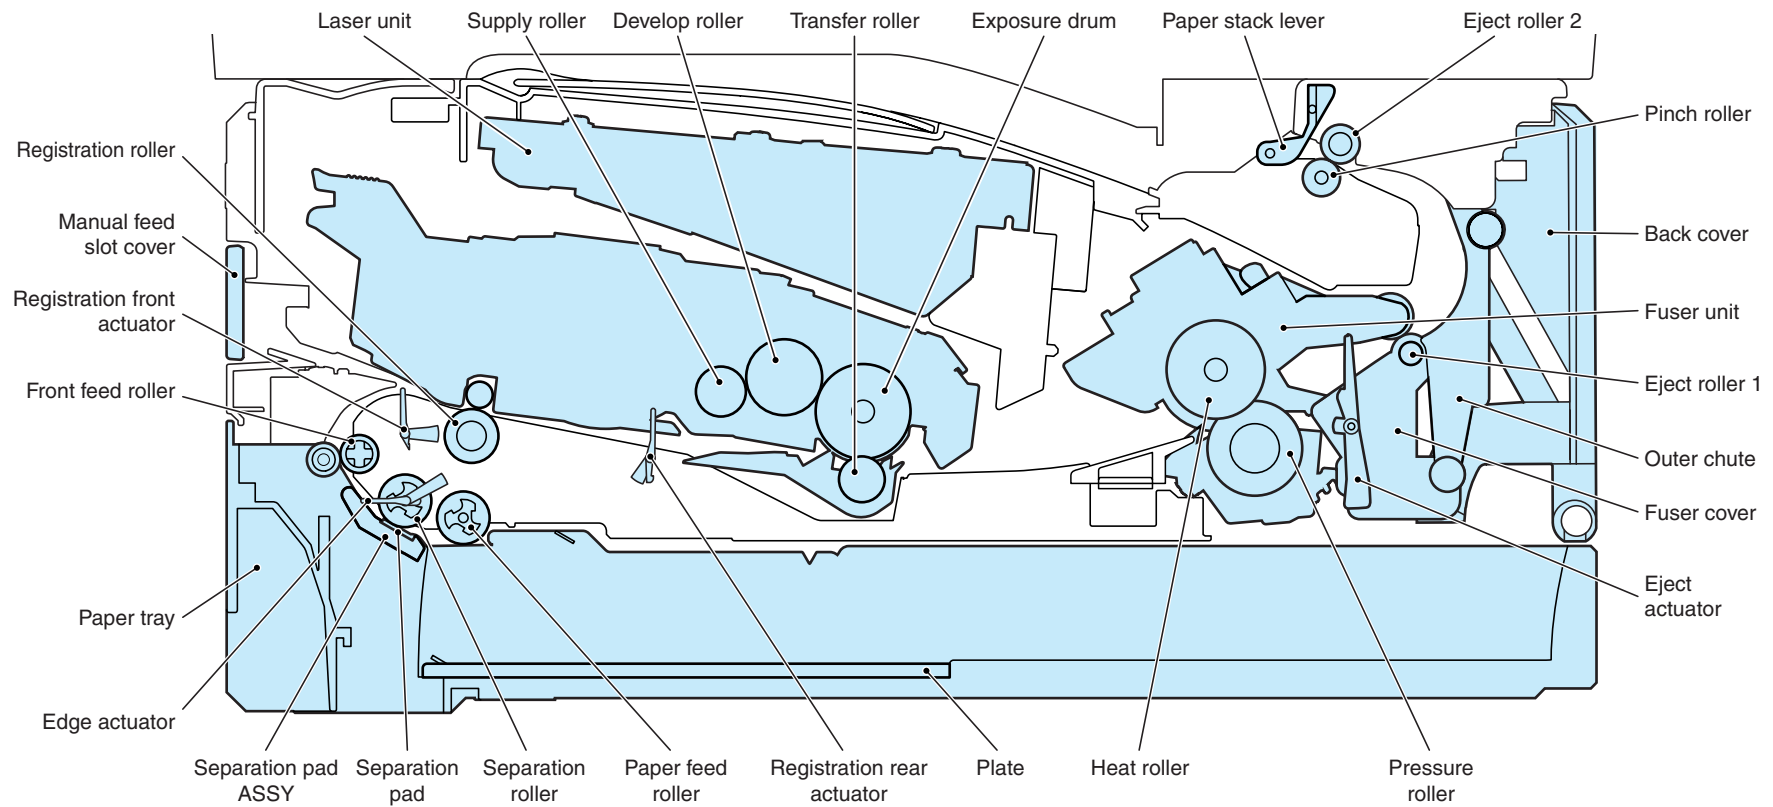 Laser unit
Supply roller
Develop roller
Transfer roller
Exposure drum
Paper stack lever
Eject roller 2
Pinch roller
Registration roller
Manual feed
slot cover
Back cover
Registration front
actuator
Fuser unit
Front feed roller
Eject roller 1
Outer chute
Fuser cover
Eject
actuator
Paper tray
Edge actuator
Separation pad
ASSY
Separation
pad
Separation
roller
Paper feed
roller
Registration rear
actuator
Plate
Heat roller
Pressure
roller